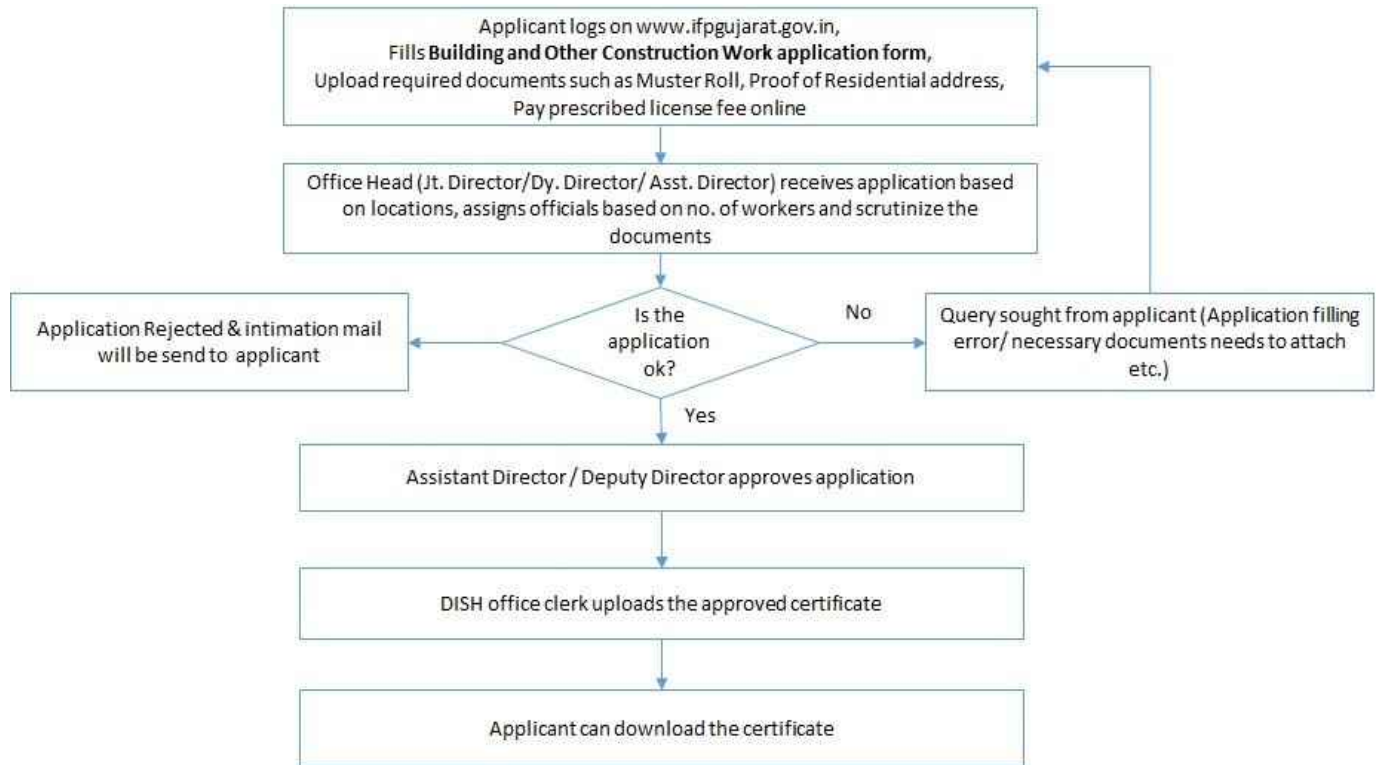 Applicant logs on www.ifpgujarat.gov.in,
Fills Building and Other Construction Work application form,
Upload required documents such as Muster Roll, Proof of Residential address,
Pay prescribed license fee online
Office Head (Jt. Director/Dy. Director/ Asst. Director) receives application based
on locations, assigns officials based on no. of workers and scrutinize the
documents
Is the
application
ok?
Application Rejected & intimation mail
will be send to applicant
No
Query sought from applicant (Application filling
error/ necessary documents needs to attach
etc.)
Yes
Assistant Director / Deputy Director approves application
DISH office clerk uploads the approved certificate
Applicant can download the certificate